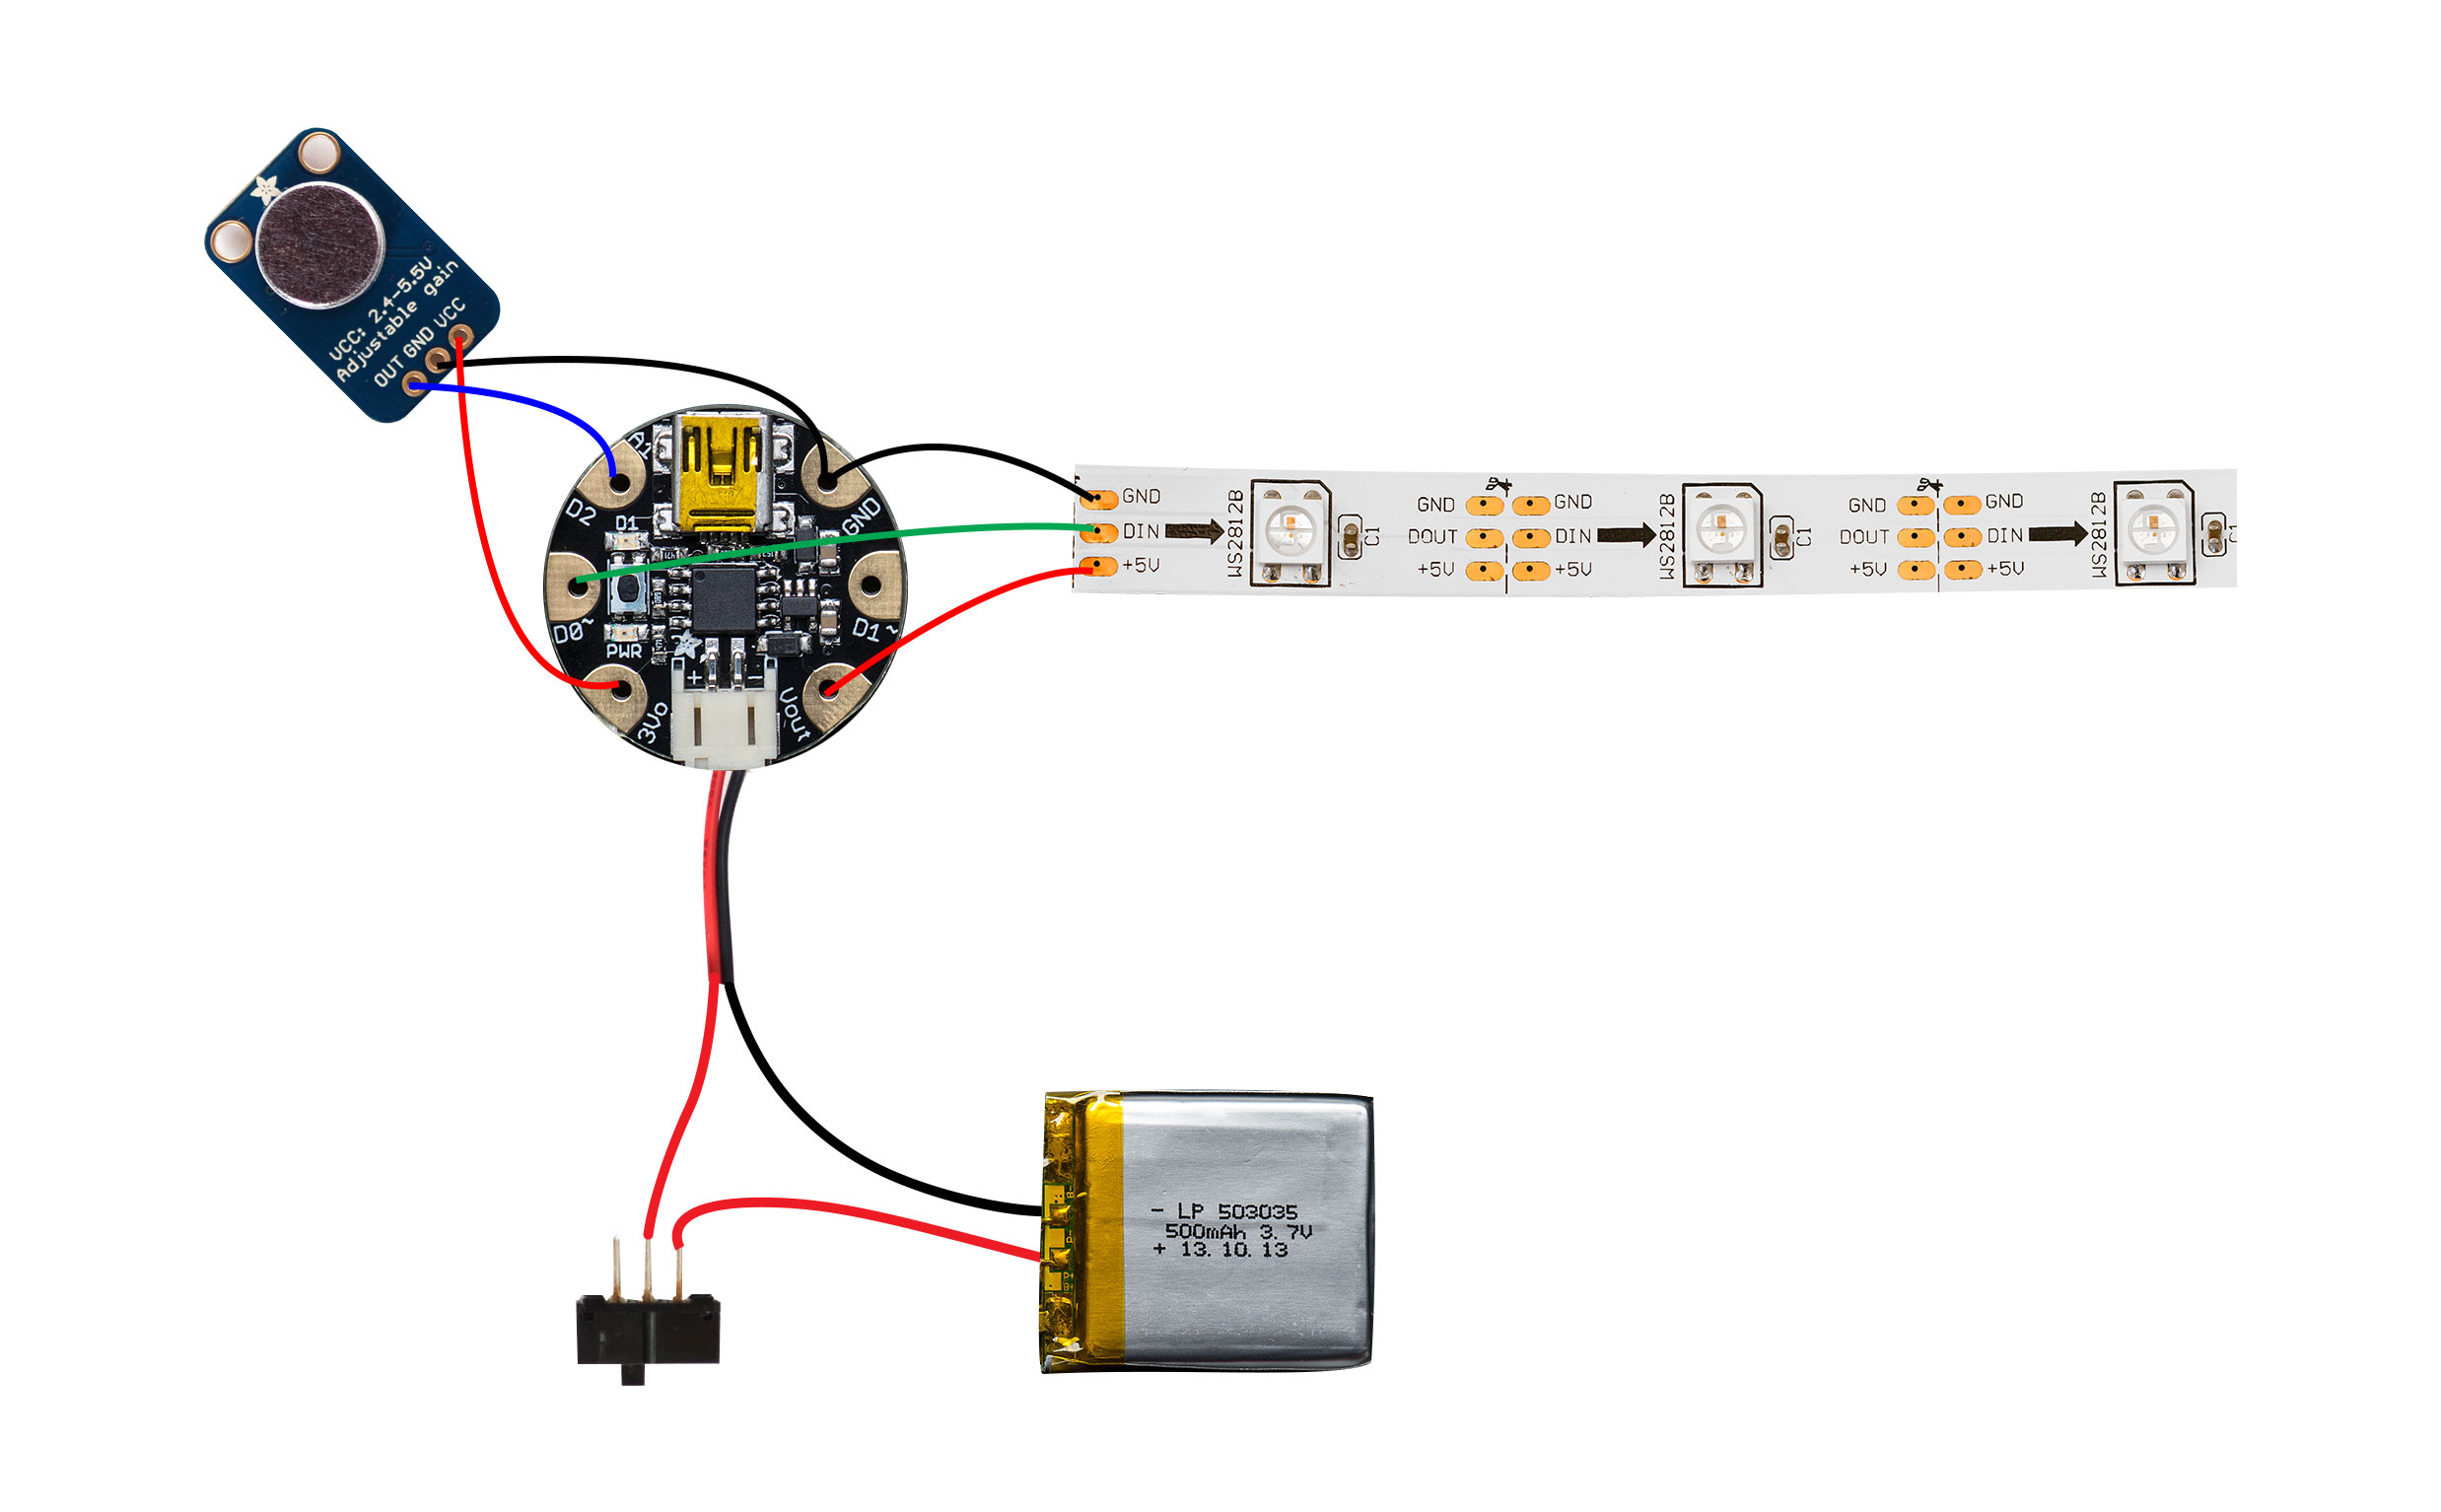 VCC: 2.4-5.5V
Adjustable gain
OUT GND VCC
A1
D2
D1
GND
D0~
PWR
D1~
+ -
3Vo
Vout
GND
DIN
+5V
WS2812B
C1
GND GND
DOUT DIN
+5V +5V
WS2812B
C1
GND GND
DOUT DIN
+5V +5V
WS2812B
C1
- LP 503035
500mAh 3.7V
+ 13.10.13